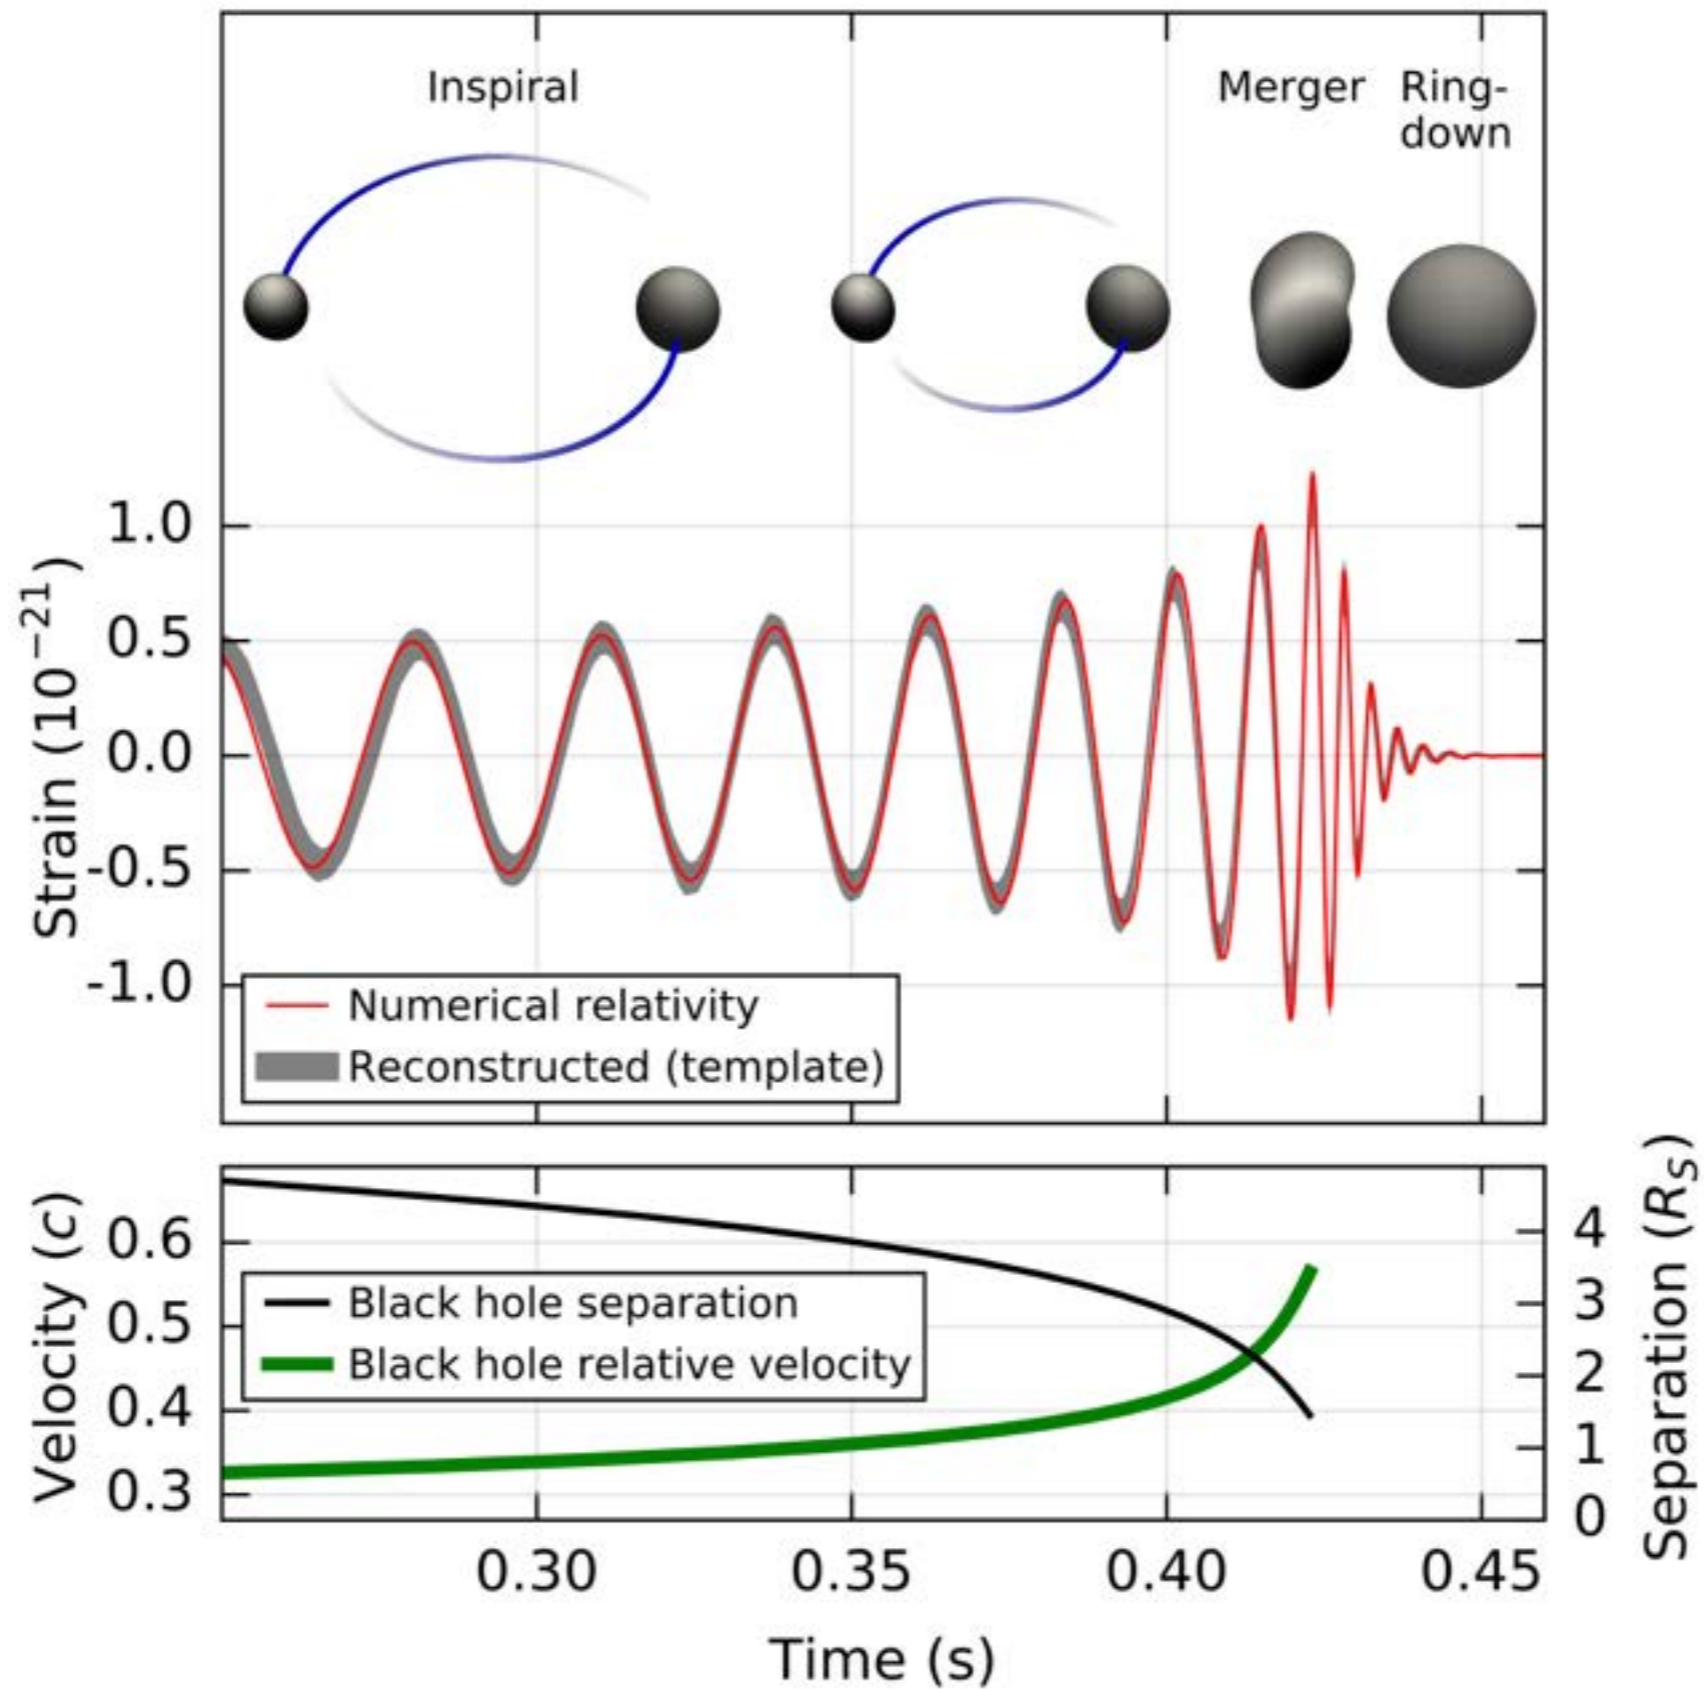 Inspiral
Merger
Ring-
down
Strain (10⁻²¹)
1.0
0.5
0.0
-0.5
-1.0
Numerical relativity
Reconstructed (template)
Velocity (c)
0.6
0.5
0.4
0.3
Black hole separation
Black hole relative velocity
4
3
2
1
0
Separation (R_S)
0.30
0.35
0.40
0.45
Time (s)